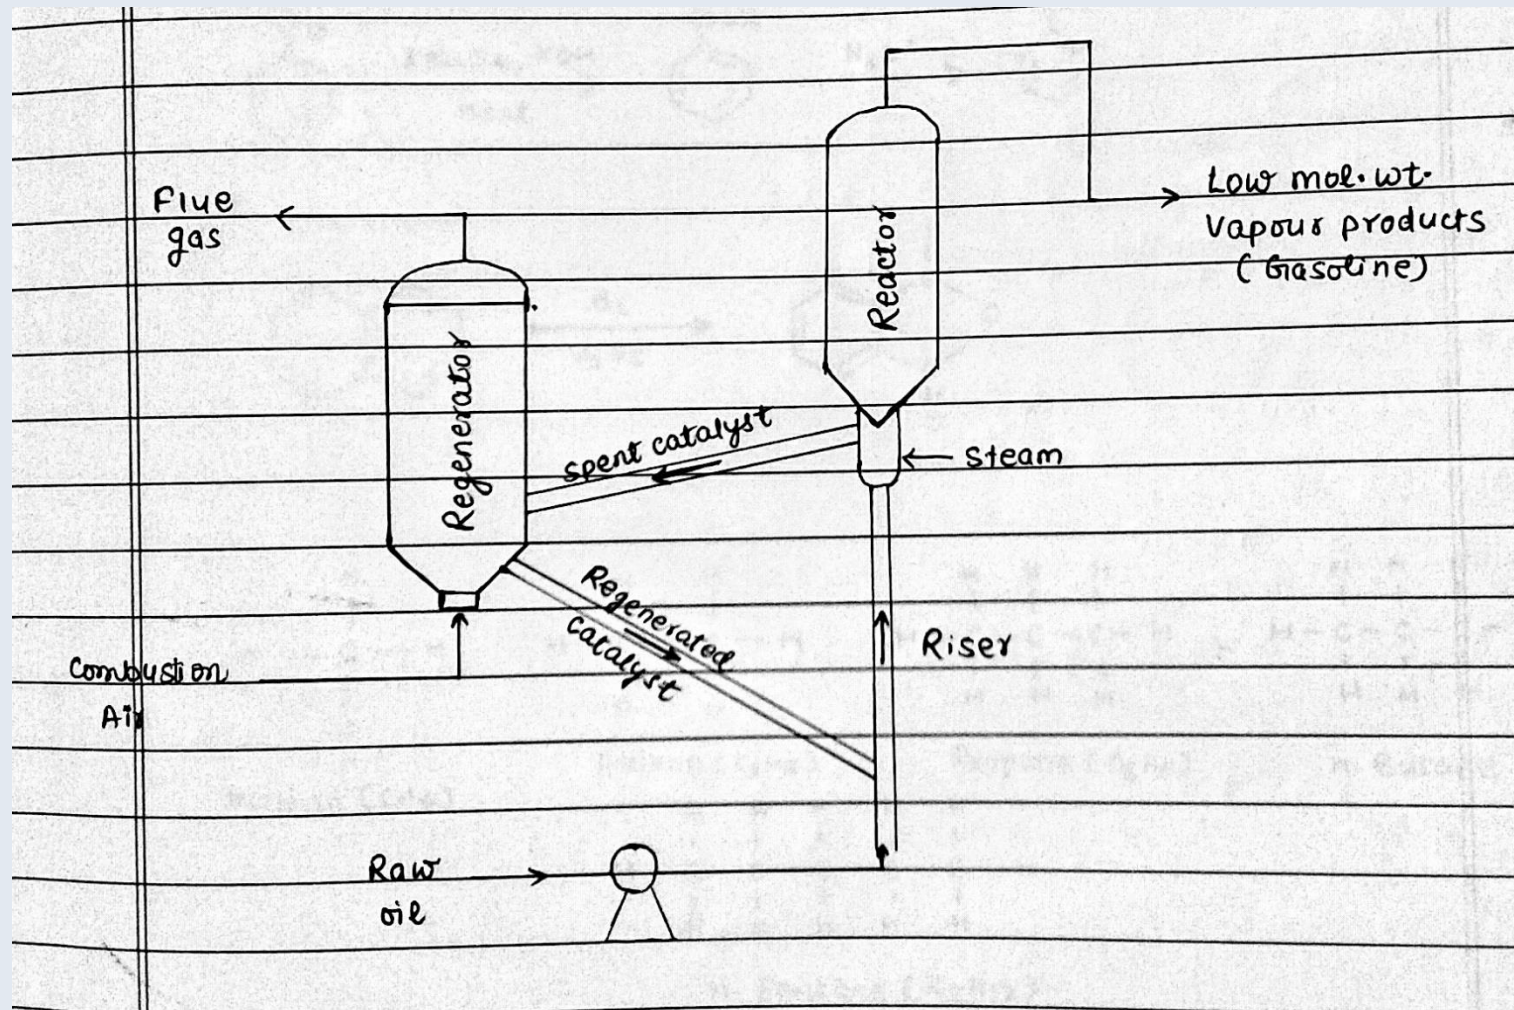 Flue
gas
Low mol. wt.
Vapour products
(Gasoline)
Reactor
Regenerator
spent catalyst
steam
Regenerated
catalyst
Riser
Combustion
Air
Raw
oil